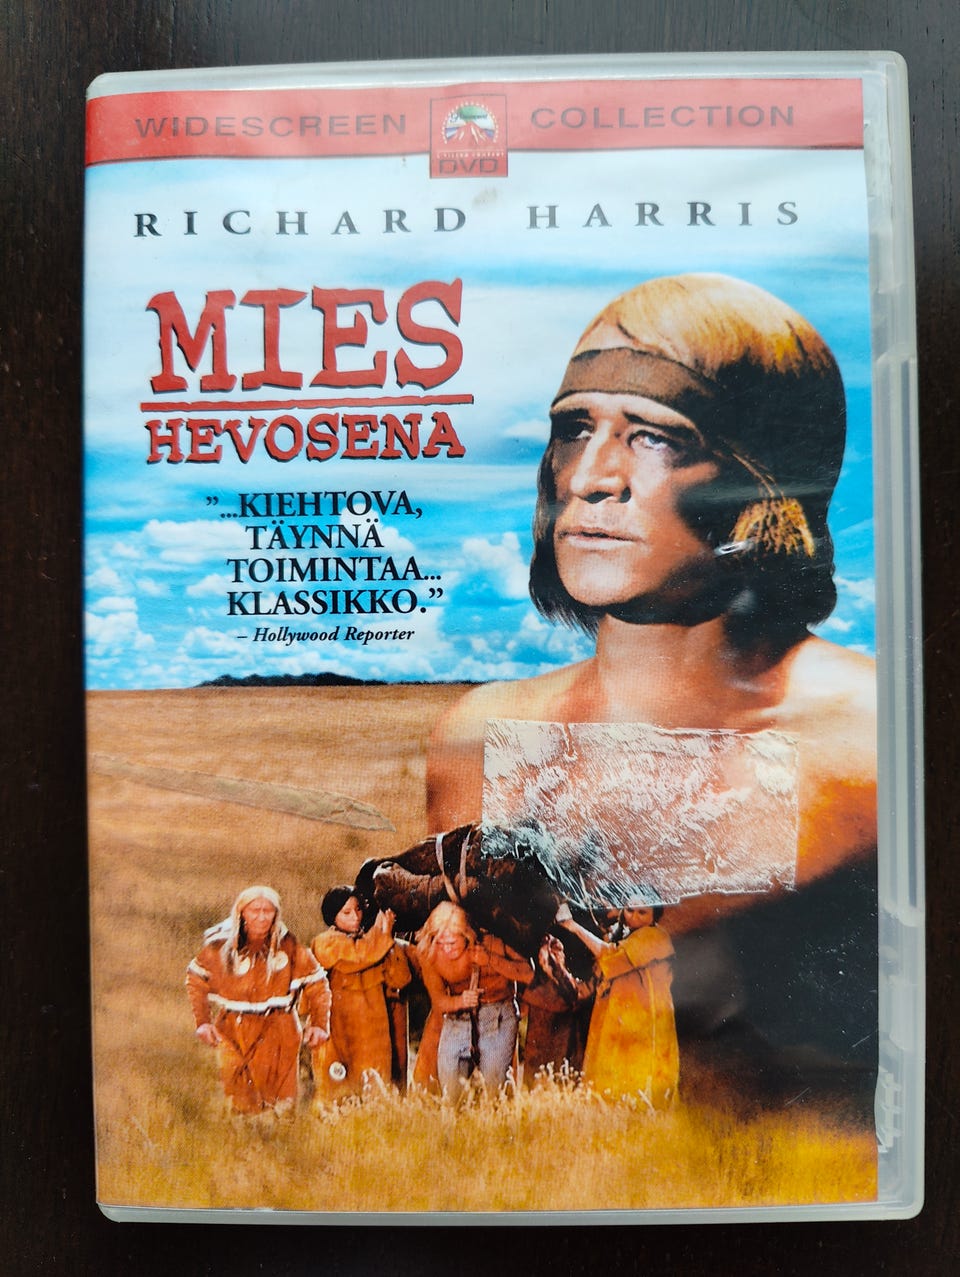 WIDESCREEN COLLECTION
DVD
RICHARD HARRIS
MIES
HEVOSENA
”...KIEHTOVA,
TÄYNNÄ
TOIMINTAA...
KLASSIKKO.”
– Hollywood Reporter